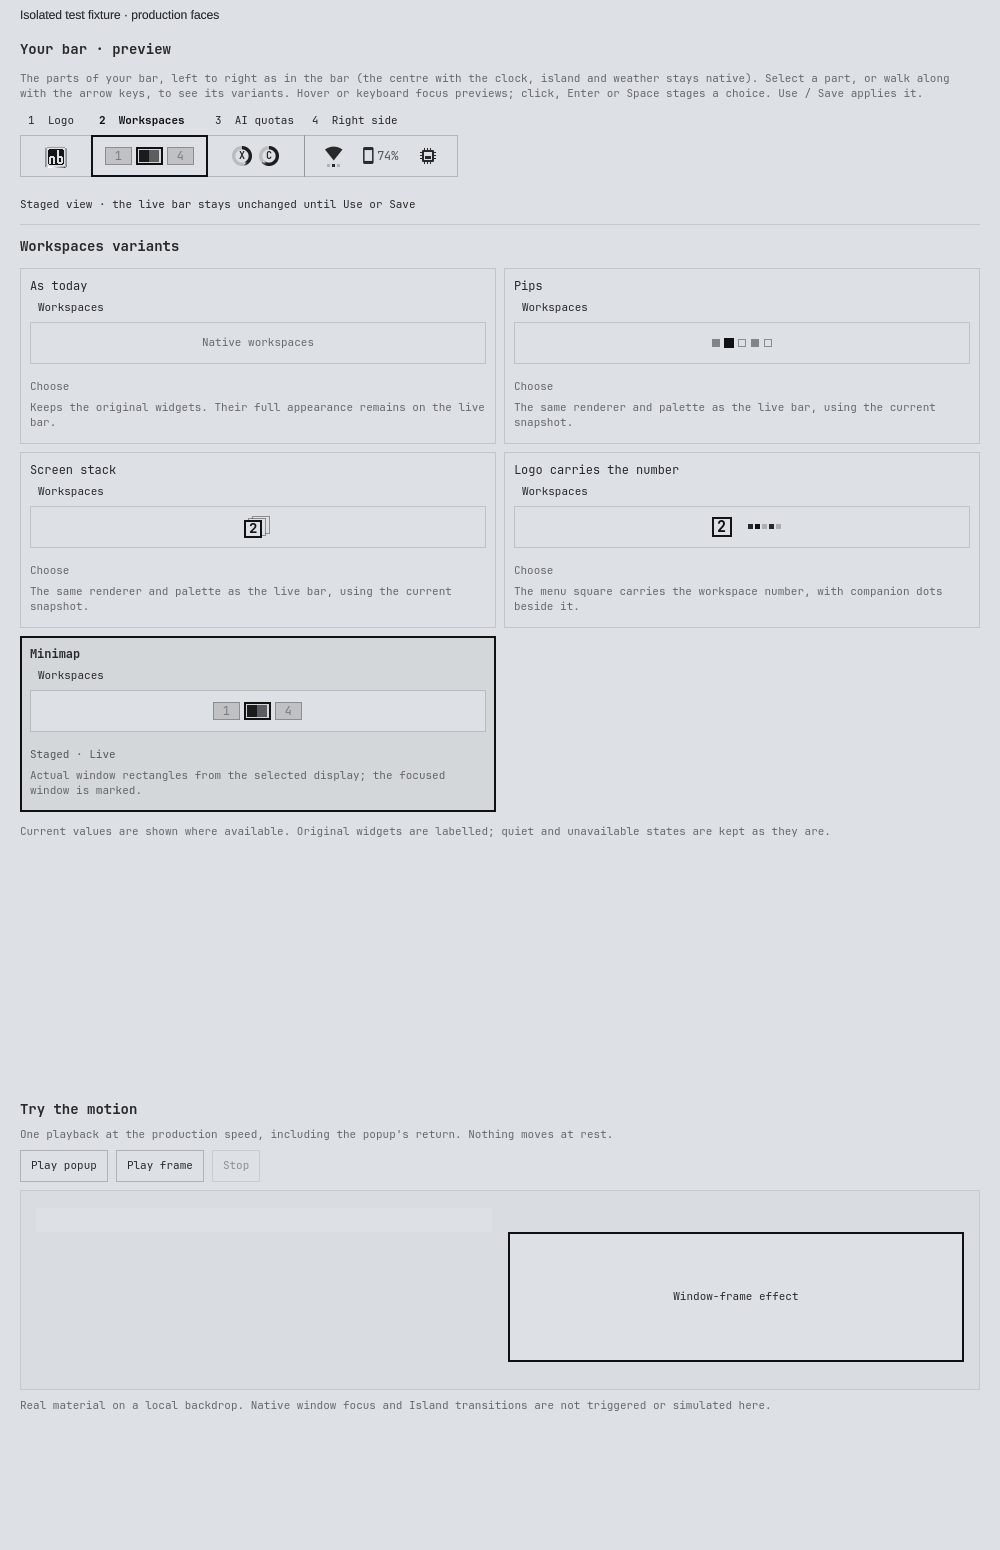 Isolated test fixture · production faces
Your bar · preview
The parts of your bar, left to right as in the bar (the centre with the clock, island and weather stays native). Select a part, or walk along
with the arrow keys, to see its variants. Hover or keyboard focus previews; click, Enter or Space stages a choice. Use / Save applies it.
1 Logo 2 Workspaces 3 AI quotas 4 Right side
nb 1 4 X C 74%
Staged view · the live bar stays unchanged until Use or Save
Workspaces variants
As today
Workspaces
Native workspaces
Choose
Keeps the original widgets. Their full appearance remains on the live
bar.
Pips
Workspaces
Choose
The same renderer and palette as the live bar, using the current
snapshot.
Screen stack
Workspaces
2
Choose
The same renderer and palette as the live bar, using the current
snapshot.
Logo carries the number
Workspaces
2
Choose
The menu square carries the workspace number, with companion dots
beside it.
Minimap
Workspaces
1 4
Staged · Live
Actual window rectangles from the selected display; the focused
window is marked.
Current values are shown where available. Original widgets are labelled; quiet and unavailable states are kept as they are.
Try the motion
One playback at the production speed, including the popup's return. Nothing moves at rest.
Play popup Play frame Stop
Window-frame effect
Real material on a local backdrop. Native window focus and Island transitions are not triggered or simulated here.